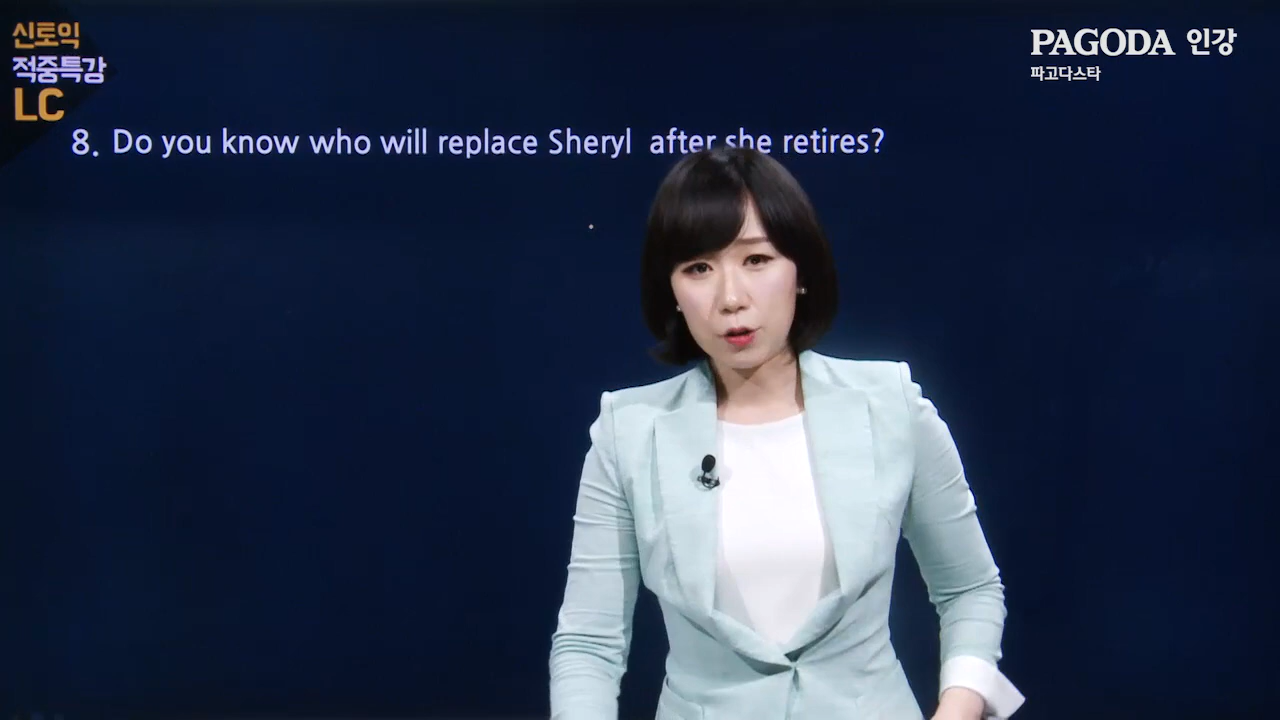 신토익
적중특강
LC
PAGODA 인강
파고다스타
8. Do you know who will replace Sheryl after she retires?